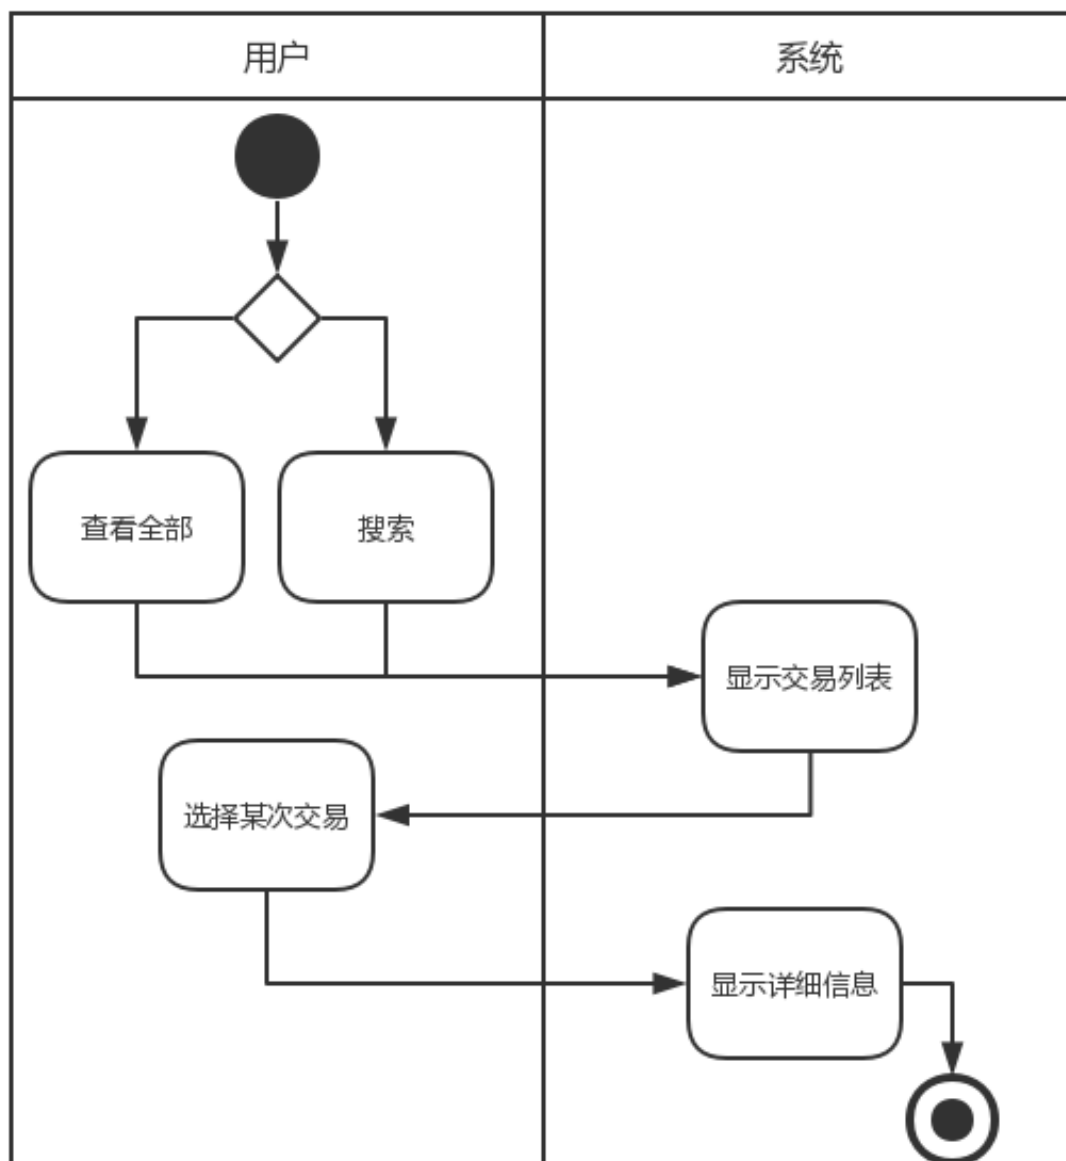 用户
系统
查看全部
搜索
显示交易列表
选择某次交易
显示详细信息